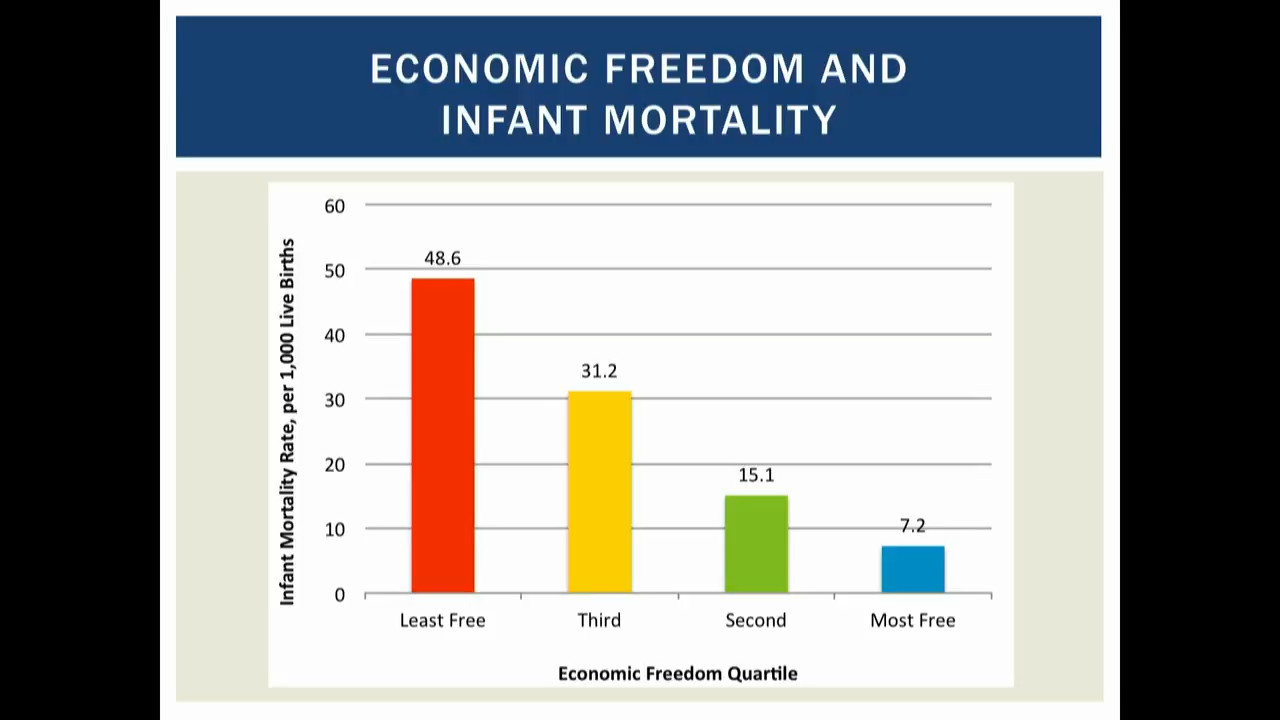 ECONOMIC FREEDOM AND
INFANT MORTALITY
Infant Mortality Rate, per 1,000 Live Births
60
50
40
30
20
10
0
48.6
31.2
15.1
7.2
Least Free
Third
Second
Most Free
Economic Freedom Quartile